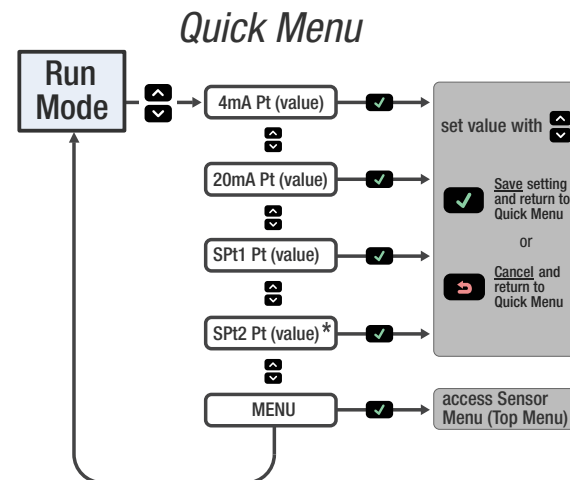 Quick Menu
Run
Mode
4mA Pt (value)
set value with
20mA Pt (value)
Save setting
and return to
Quick Menu
or
SPt1 Pt (value)
Cancel and
return to
Quick Menu
SPt2 Pt (value)*
MENU
access Sensor
Menu (Top Menu)